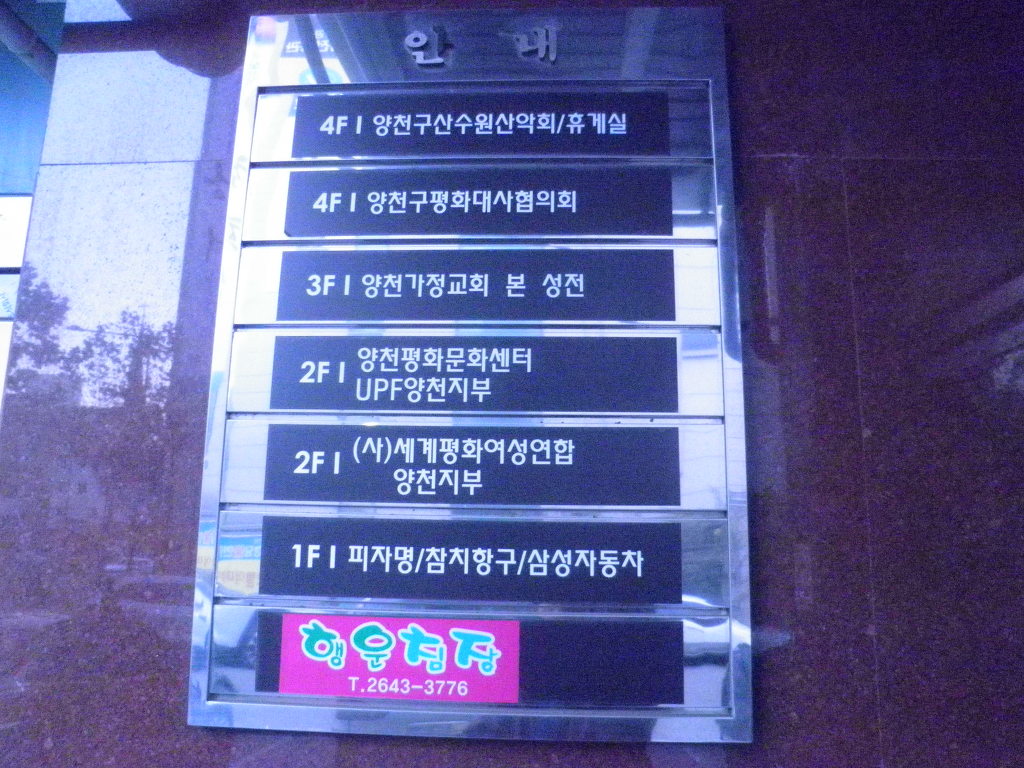 안 내
4F | 양천구산수원산악회/휴게실
4F | 양천구평화대사협의회
3F | 양천가정교회 본 성전
2F | 양천평화문화센터
UPF양천지부
2F | (사)세계평화여성연합
양천지부
1F | 피자명/참치항구/삼성자동차
행운침장
T.2643-3776